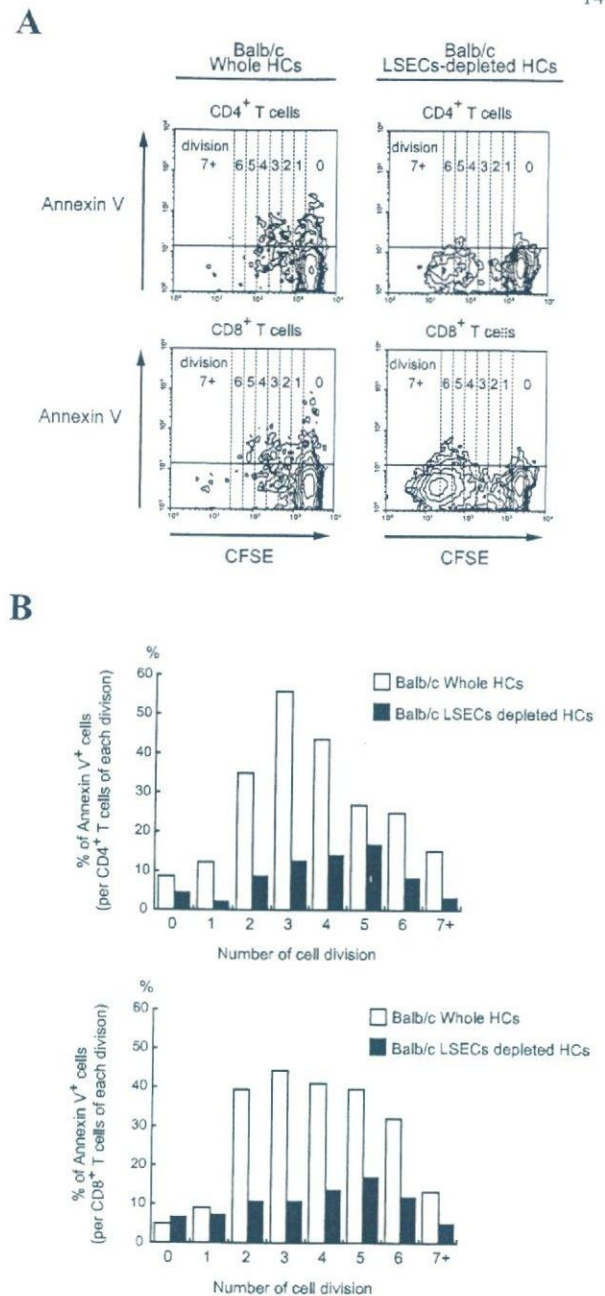 14
A
Balb/c
Whole HCs
Balb/c
LSECs-depleted HCs
CD4+ T cells
CD4+ T cells
Annexin V
division
7+ 6 5 4 3 2 1 0
division
7+ 6 5 4 3 2 1 0
CD8+ T cells
CD8+ T cells
Annexin V
division
7+ 6 5 4 3 2 1 0
division
7+ 6 5 4 3 2 1 0
CFSE
CFSE
B
%
60
50
40
30
20
10
0
% of Annexin V+ cells
(per CD4+ T cells of each divison)
Balb/c Whole HCs
Balb/c LSECs depleted HCs
0 1 2 3 4 5 6 7+
Number of cell division
%
60
50
40
30
20
10
0
% of Annexin V+ cells
(per CD8+ T cells of each divison)
Balb/c Whole HCs
Balb/c LSECs depleted HCs
0 1 2 3 4 5 6 7+
Number of cell division